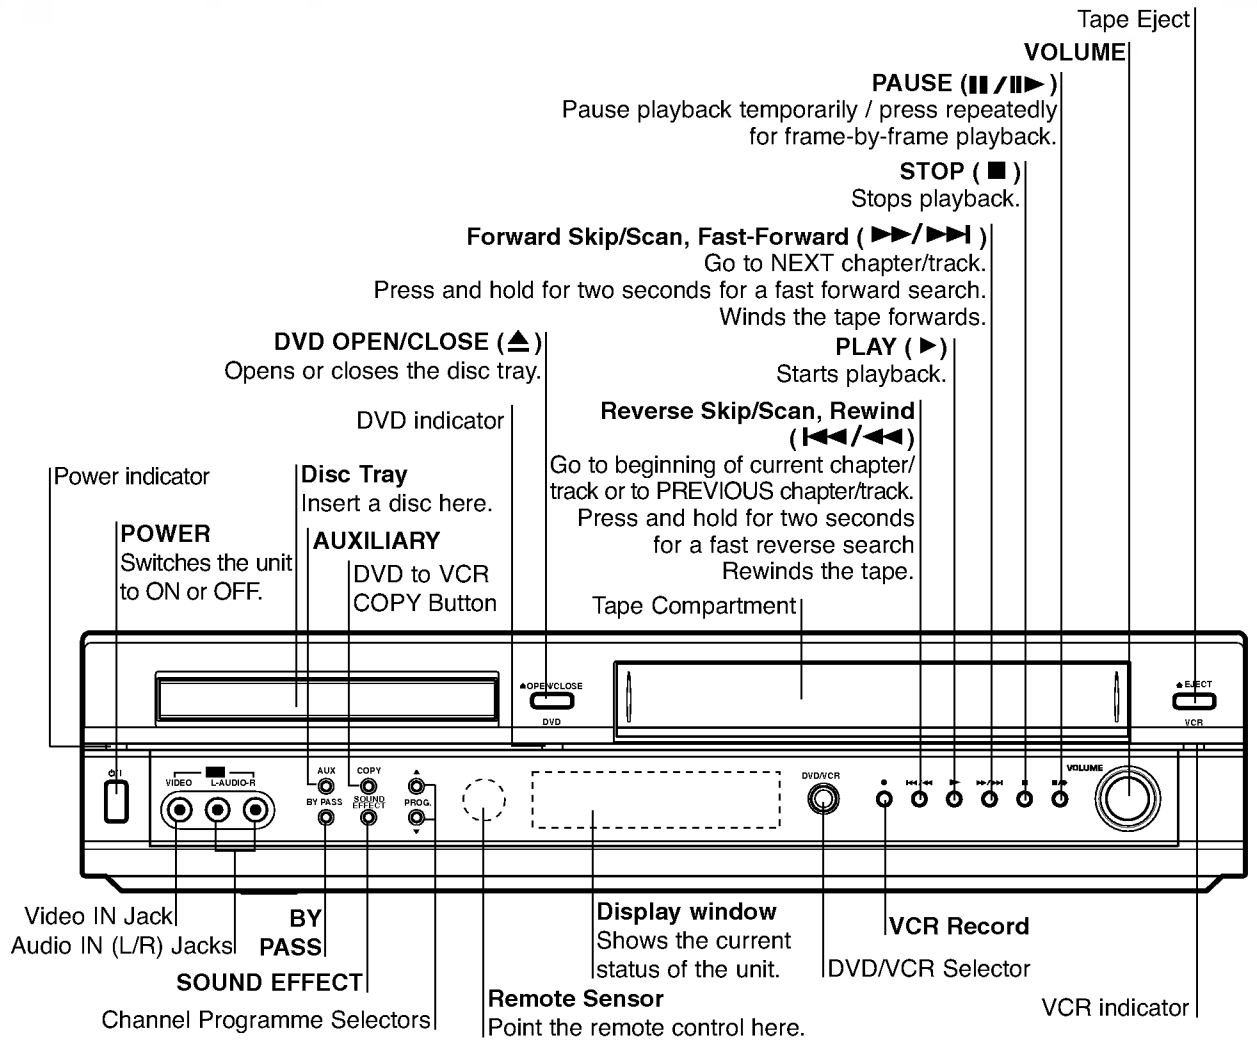 Tape Eject
VOLUME
PAUSE (▮▮/▮▮▶)
Pause playback temporarily / press repeatedly
for frame-by-frame playback.
STOP (■)
Stops playback.
Forward Skip/Scan, Fast-Forward (▶▶/▶▶|)
Go to NEXT chapter/track.
Press and hold for two seconds for a fast forward search.
Winds the tape forwards.
DVD OPEN/CLOSE (⏏)
Opens or closes the disc tray.
PLAY (▶)
Starts playback.
DVD indicator
Reverse Skip/Scan, Rewind
(|◀◀/◀◀)
Go to beginning of current chapter/
track or to PREVIOUS chapter/track.
Press and hold for two seconds
for a fast reverse search
Rewinds the tape.
Power indicator
Disc Tray
Insert a disc here.
POWER
Switches the unit
to ON or OFF.
AUXILIARY
DVD to VCR
COPY Button
Tape Compartment
▲OPEN/CLOSE
DVD
▲ EJECT
VCR
VIDEO
L-AUDIO-R
AUX
COPY
BY PASS
SOUND
EFFECT
▲
PROG.
▼
DVD/VCR
●
|◀◀/◀◀
▶
▶▶/▶▶|
■
VOLUME
Video IN Jack
Audio IN (L/R) Jacks
BY
PASS
SOUND EFFECT
Channel Programme Selectors
Display window
Shows the current
status of the unit.
Remote Sensor
Point the remote control here.
VCR Record
DVD/VCR Selector
VCR indicator